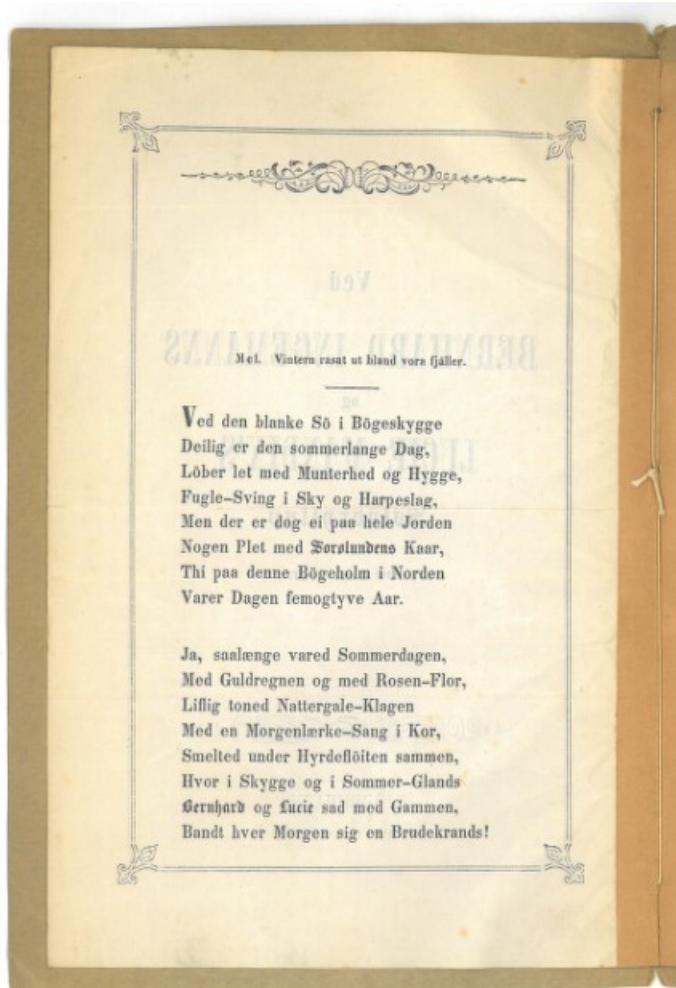 Mel. Vintern rasat ut bland vora fjäller.
Ved den blanke Sö i Bögeskygge
Deilig er den sommerlange Dag,
Löber let med Munterhed og Hygge,
Fugle-Sving i Sky og Harpeslag,
Men der er dog ei paa hele Jorden
Nogen Plet med Sorølundens Kaar,
Thi paa denne Bögeholm i Norden
Varer Dagen femogtyve Aar.
Ja, saalænge vared Sommerdagen,
Med Guldregnen og med Rosen-Flor,
Liflig toned Nattergale-Klagen
Med en Morgenlærke-Sang i Kor,
Smelted under Hyrdeflöiten sammen,
Hvor i Skygge og i Sommer-Glands
Bernhard og Lucie sad med Gammen,
Bandt hver Morgen sig en Brudekrands!